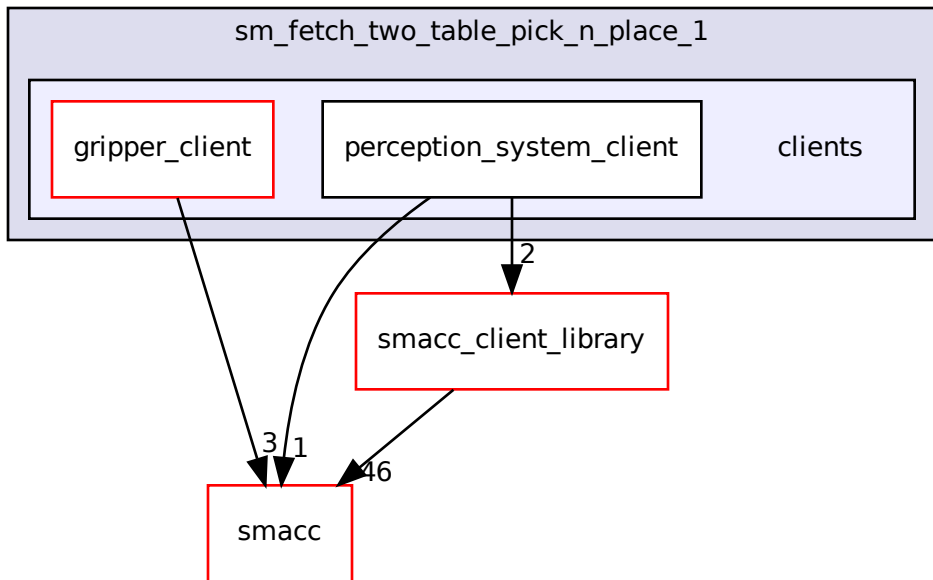 sm_fetch_two_table_pick_n_place_1
gripper_client
perception_system_client
clients
2
smacc_client_library
3
1
46
smacc